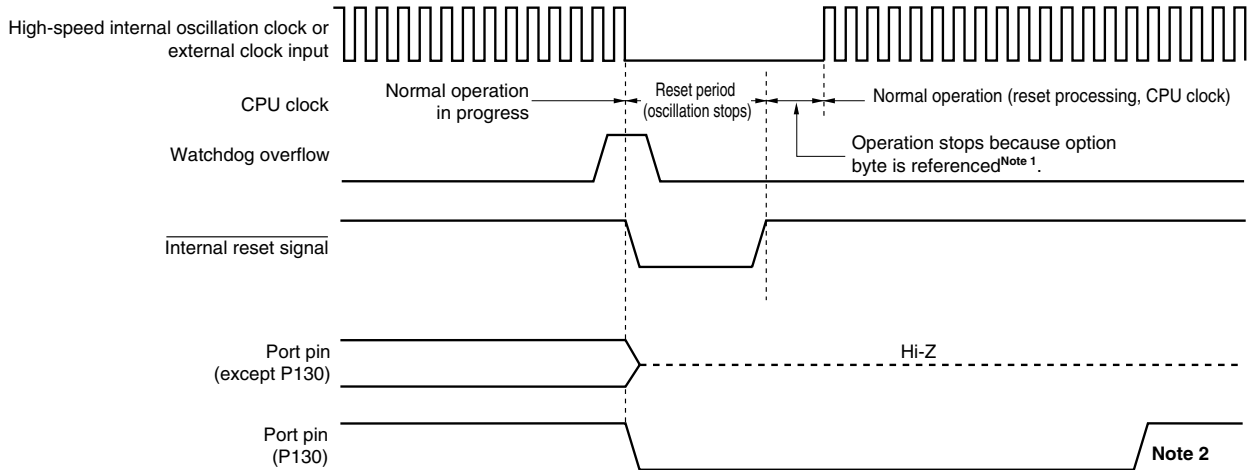 High-speed internal oscillation clock or
external clock input
CPU clock
Normal operation
in progress
Reset period
(oscillation stops)
Normal operation (reset processing, CPU clock)
Operation stops because option
byte is referencedNote 1.
Watchdog overflow
Internal reset signal
Port pin
(except P130)
Hi-Z
Port pin
(P130)
Note 2